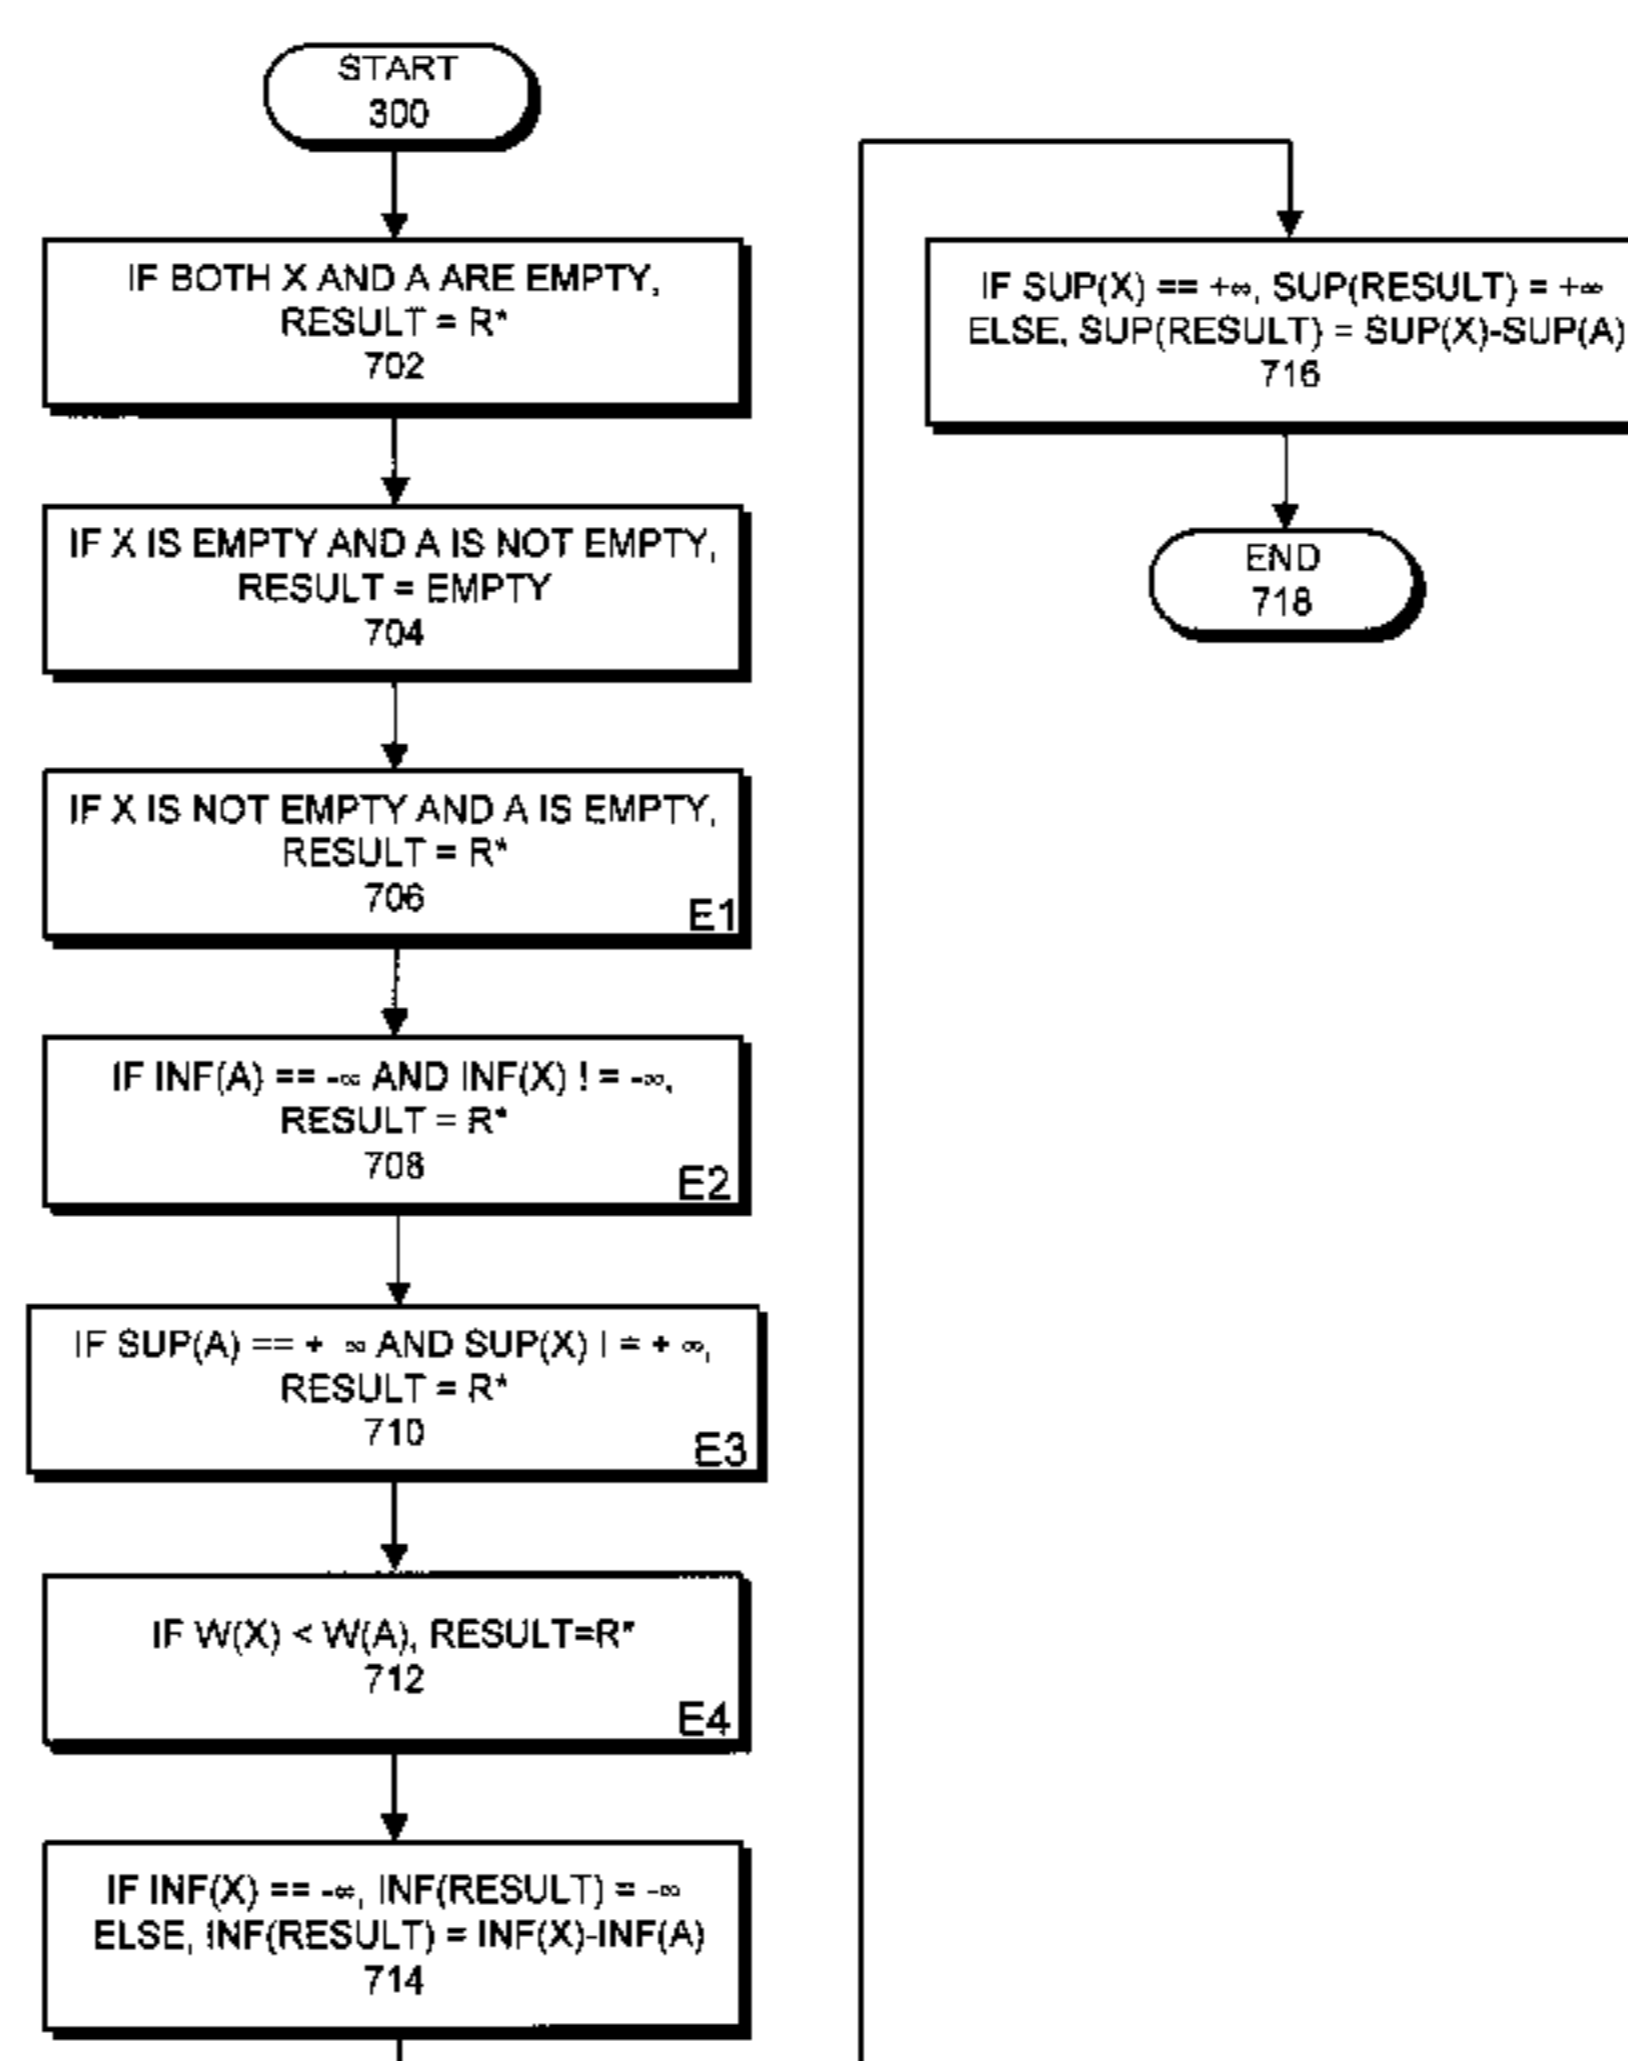 START
300
IF BOTH X AND A ARE EMPTY,
RESULT = R*
702
IF X IS EMPTY AND A IS NOT EMPTY,
RESULT = EMPTY
704
IF X IS NOT EMPTY AND A IS EMPTY,
RESULT = R*
706
E1
IF INF(A) == -∞ AND INF(X) ! = -∞,
RESULT = R*
708
E2
IF SUP(A) == + ∞ AND SUP(X) ! = + ∞,
RESULT = R*
710
E3
IF W(X) < W(A), RESULT=R*
712
E4
IF INF(X) == -∞, INF(RESULT) = -∞
ELSE, INF(RESULT) = INF(X)-INF(A)
714
IF SUP(X) == +∞, SUP(RESULT) = +∞
ELSE, SUP(RESULT) = SUP(X)-SUP(A)
716
END
718